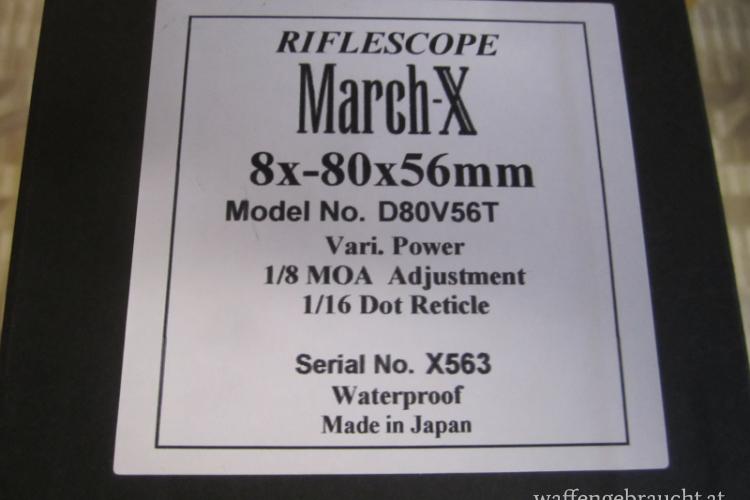 RIFLESCOPE
March-X
8x-80x56mm
Model No. D80V56T
Vari. Power
1/8 MOA Adjustment
1/16 Dot Reticle
Serial No. X563
Waterproof
Made in Japan
waffengebraucht.at